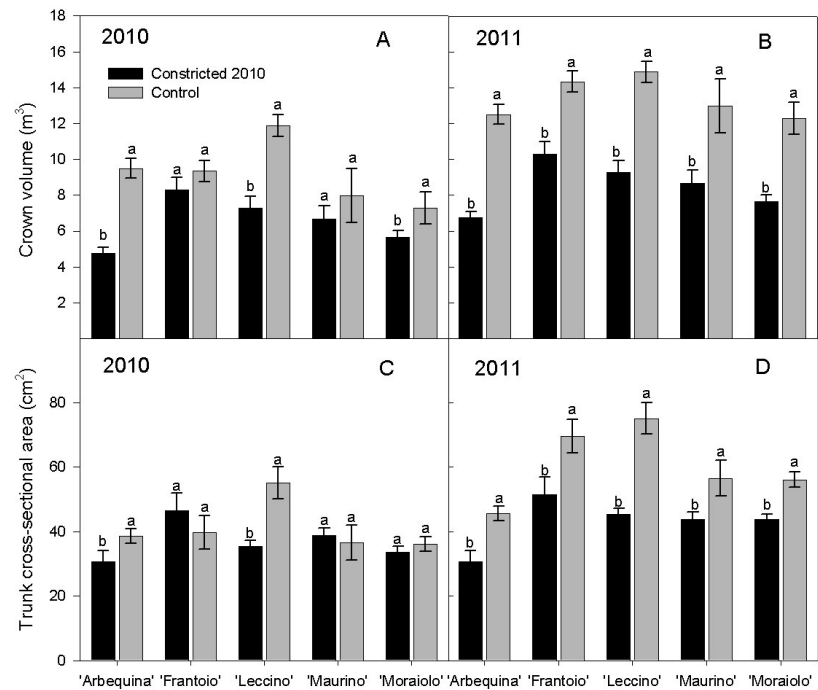 18
16
14
12
10
8
6
4
2
Crown volume (m³)
2010
A
Constricted 2010
Control
b a a a b a a a b a
2011
B
b a b a b a b a b a
80
60
40
20
0
Trunk cross-sectional area (cm²)
2010
C
b a a a b a a a a a
2011
D
b a b a b a b a b a
'Arbequina' 'Frantoio' 'Leccino' 'Maurino' 'Moraiolo' 'Arbequina' 'Frantoio' 'Leccino' 'Maurino' 'Moraiolo'